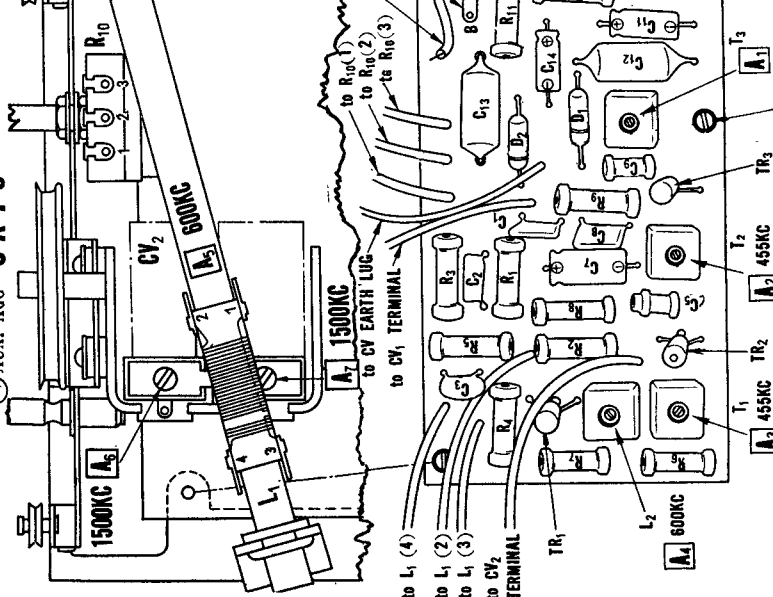 R10
1
2
3
CV2
A5 600KC
2
1
A6
1500KC
A7
1500KC
4
3
L1
to CV EARTH LUG
to CV1 TERMINAL
to R10(1)
to R10(2)
to R10(3)
B
R11
C11
C12
C13
C14
D1
D2
T3
A1
C9
R9
TR3
C8
C7
T2
A2 455KC
R3
C2
R1
R8
C5
R5
R2
TR2
C3
R4
T1
A3 455KC
R7
R6
L2
A4 600KC
TR1
to L1 (4)
to L1 (2)
to L1 (3)
to CV2
TERMINAL